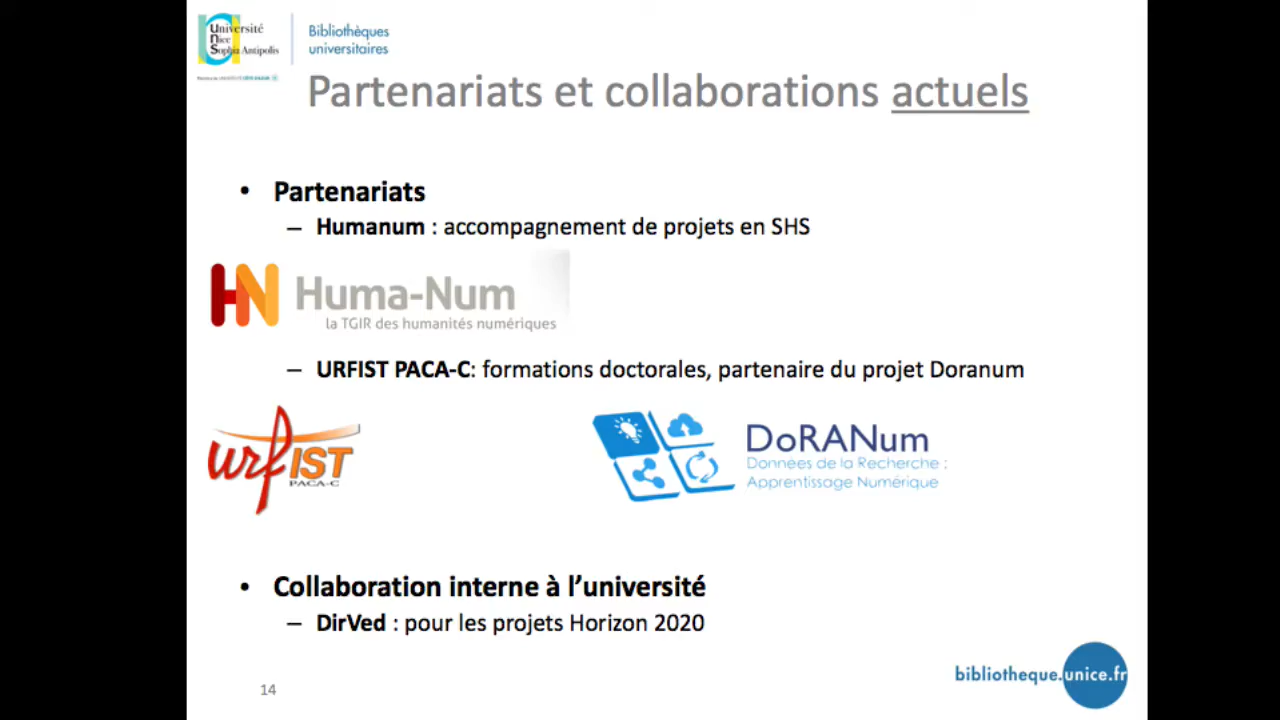 Université
Nice
Sophia Antipolis
Bibliothèques
universitaires
Partenariats et collaborations actuels
• Partenariats
– Humanum : accompagnement de projets en SHS
HN Huma-Num
la TGIR des humanités numériques
– URFIST PACA-C: formations doctorales, partenaire du projet Doranum
urfIST
PACA-C
DoRANum
Données de la Recherche :
Apprentissage Numérique
• Collaboration interne à l’université
– DirVed : pour les projets Horizon 2020
bibliotheque.unice.fr
14